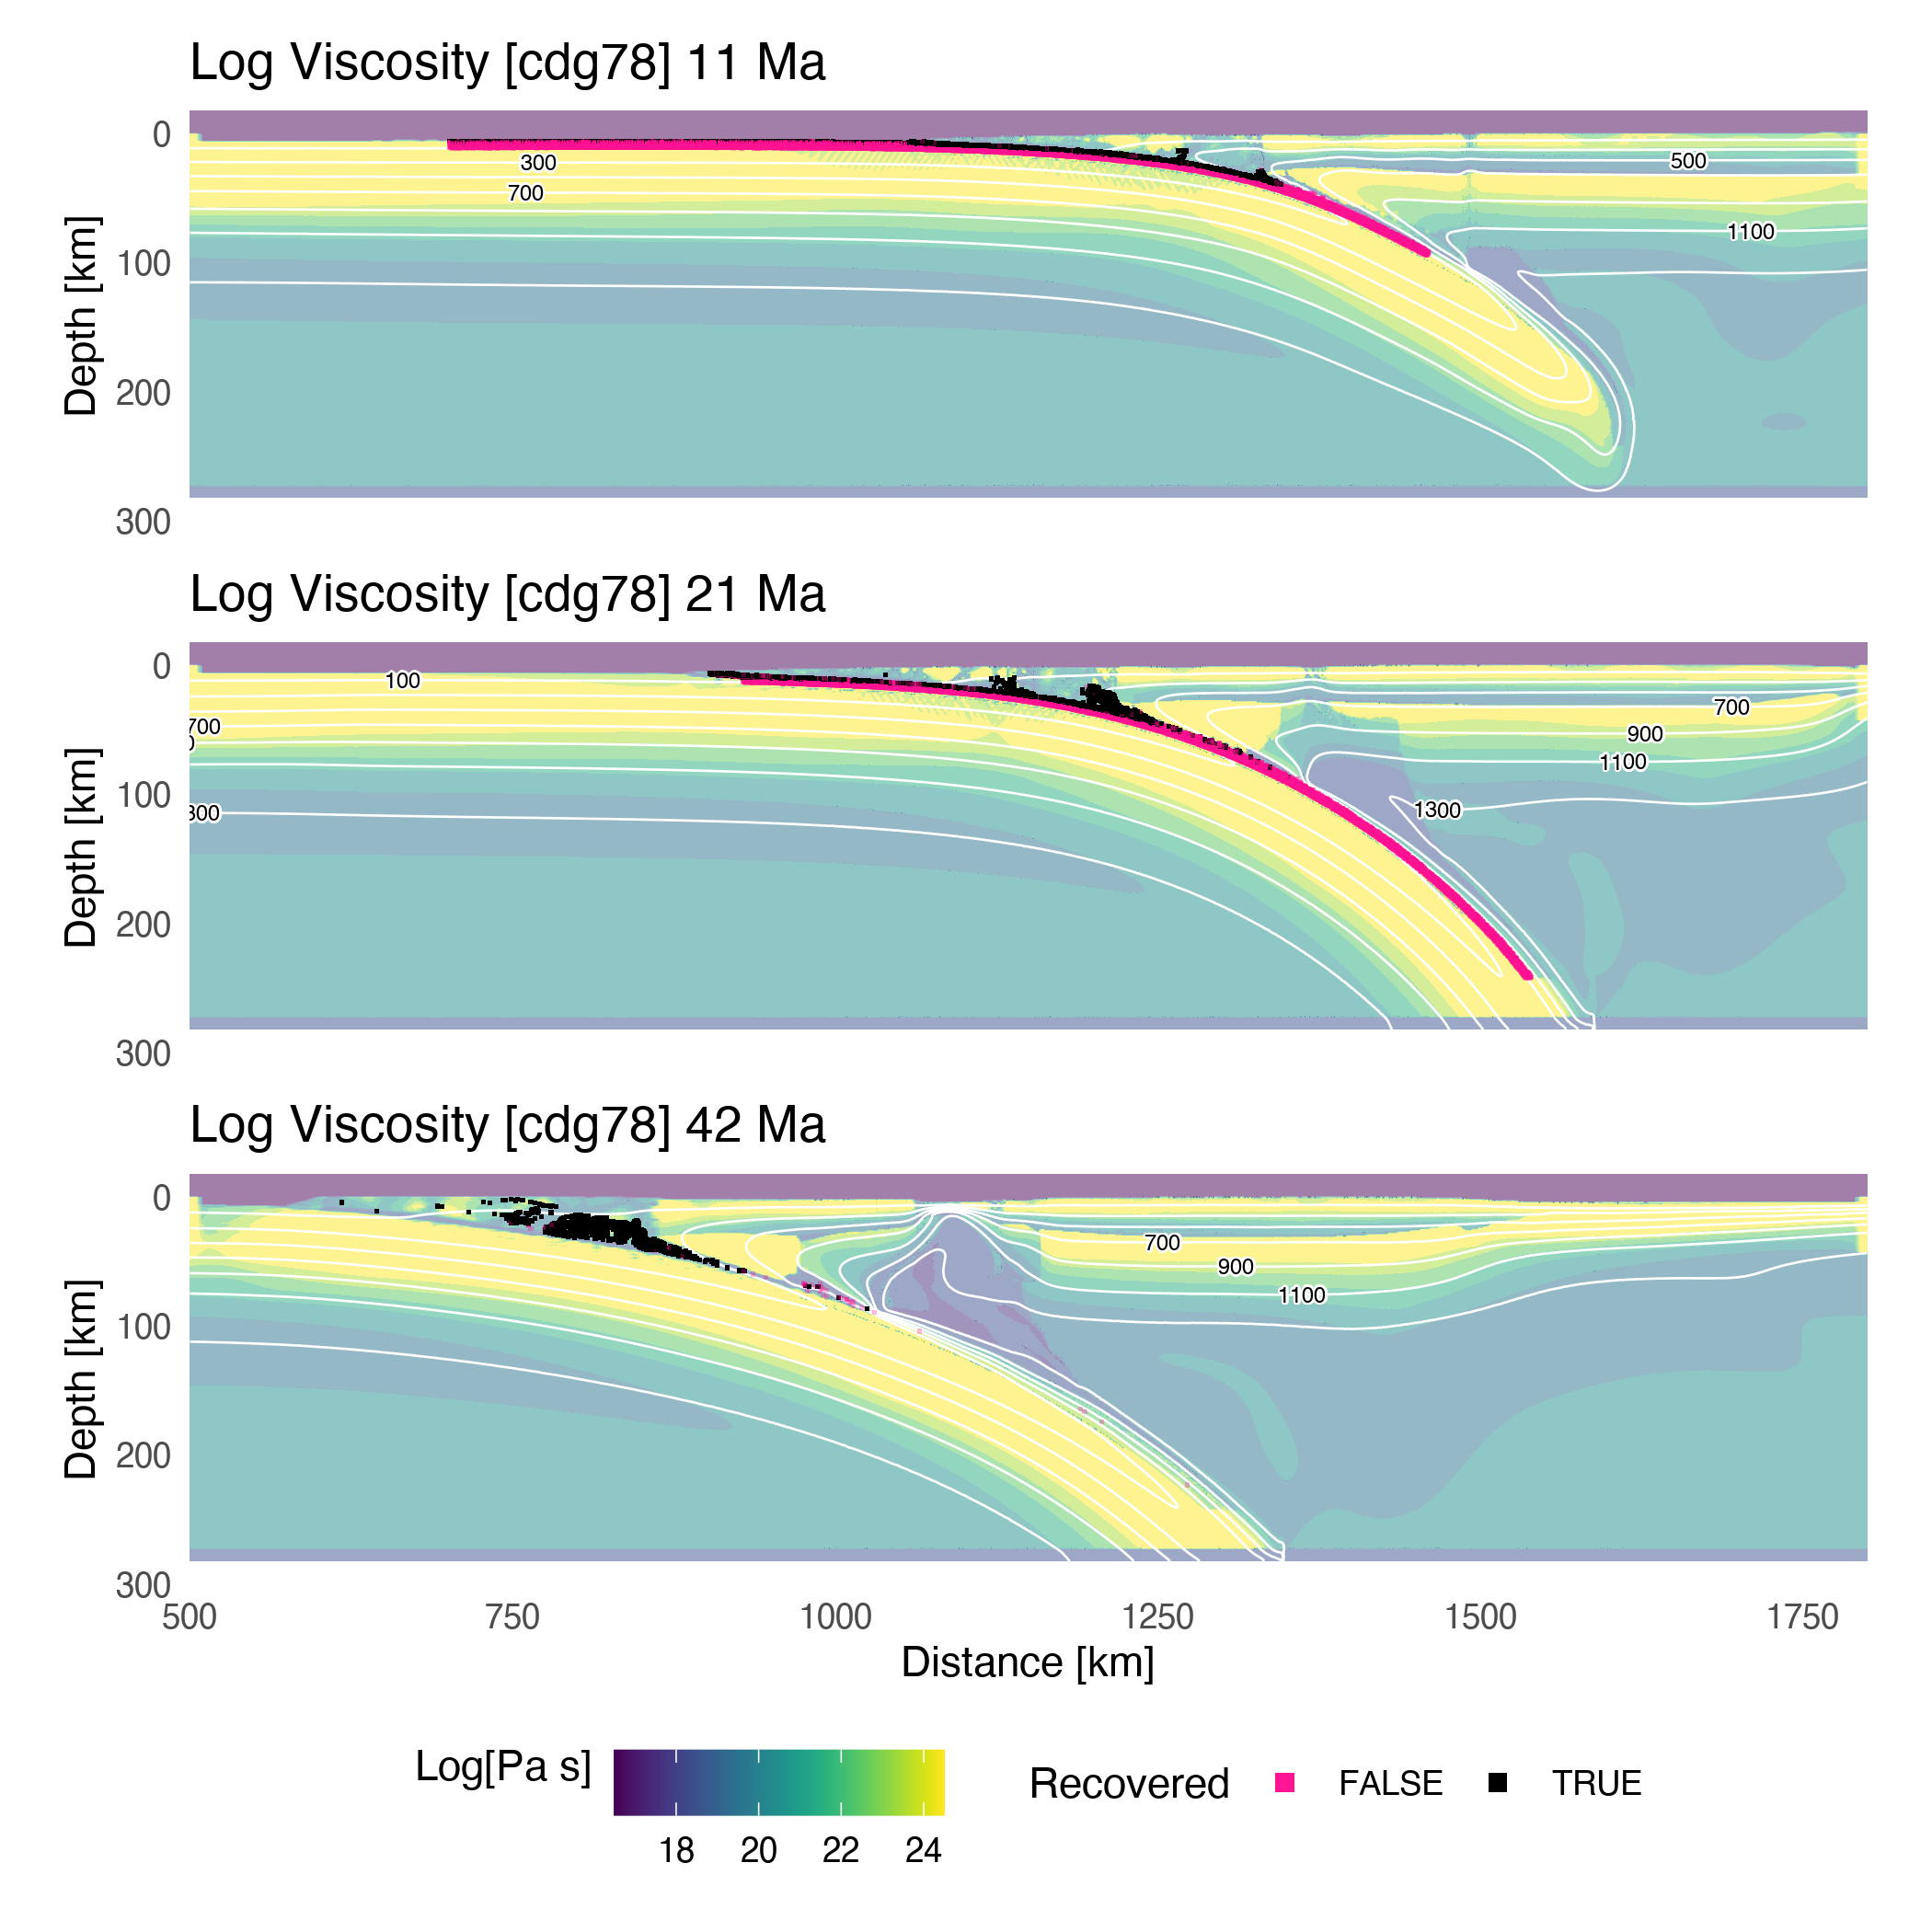 Log Viscosity [cdg78] 11 Ma
0
100
200
300
Depth [km]
300
700
500
1100
Log Viscosity [cdg78] 21 Ma
0
100
200
300
Depth [km]
100
700
0
300
700
900
1100
1300
Log Viscosity [cdg78] 42 Ma
0
100
200
300
Depth [km]
700
900
1100
500 750 1000 1250 1500 1750
Distance [km]
Log[Pa s]
18 20 22 24
Recovered FALSE TRUE